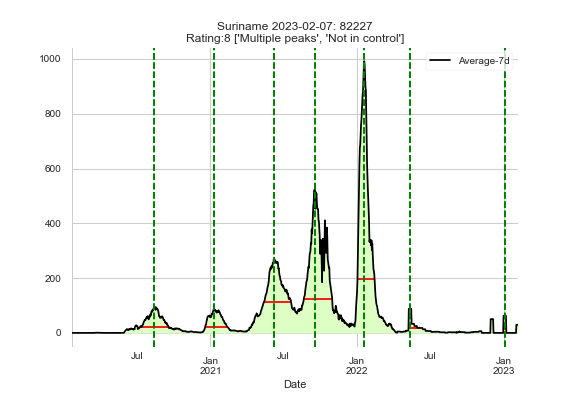 Suriname 2023-02-07: 82227
Rating:8 ['Multiple peaks', 'Not in control']
Average-7d
1000
800
600
400
200
0
Jul
Jan
2021
Jul
Jan
2022
Jul
Jan
2023
Date